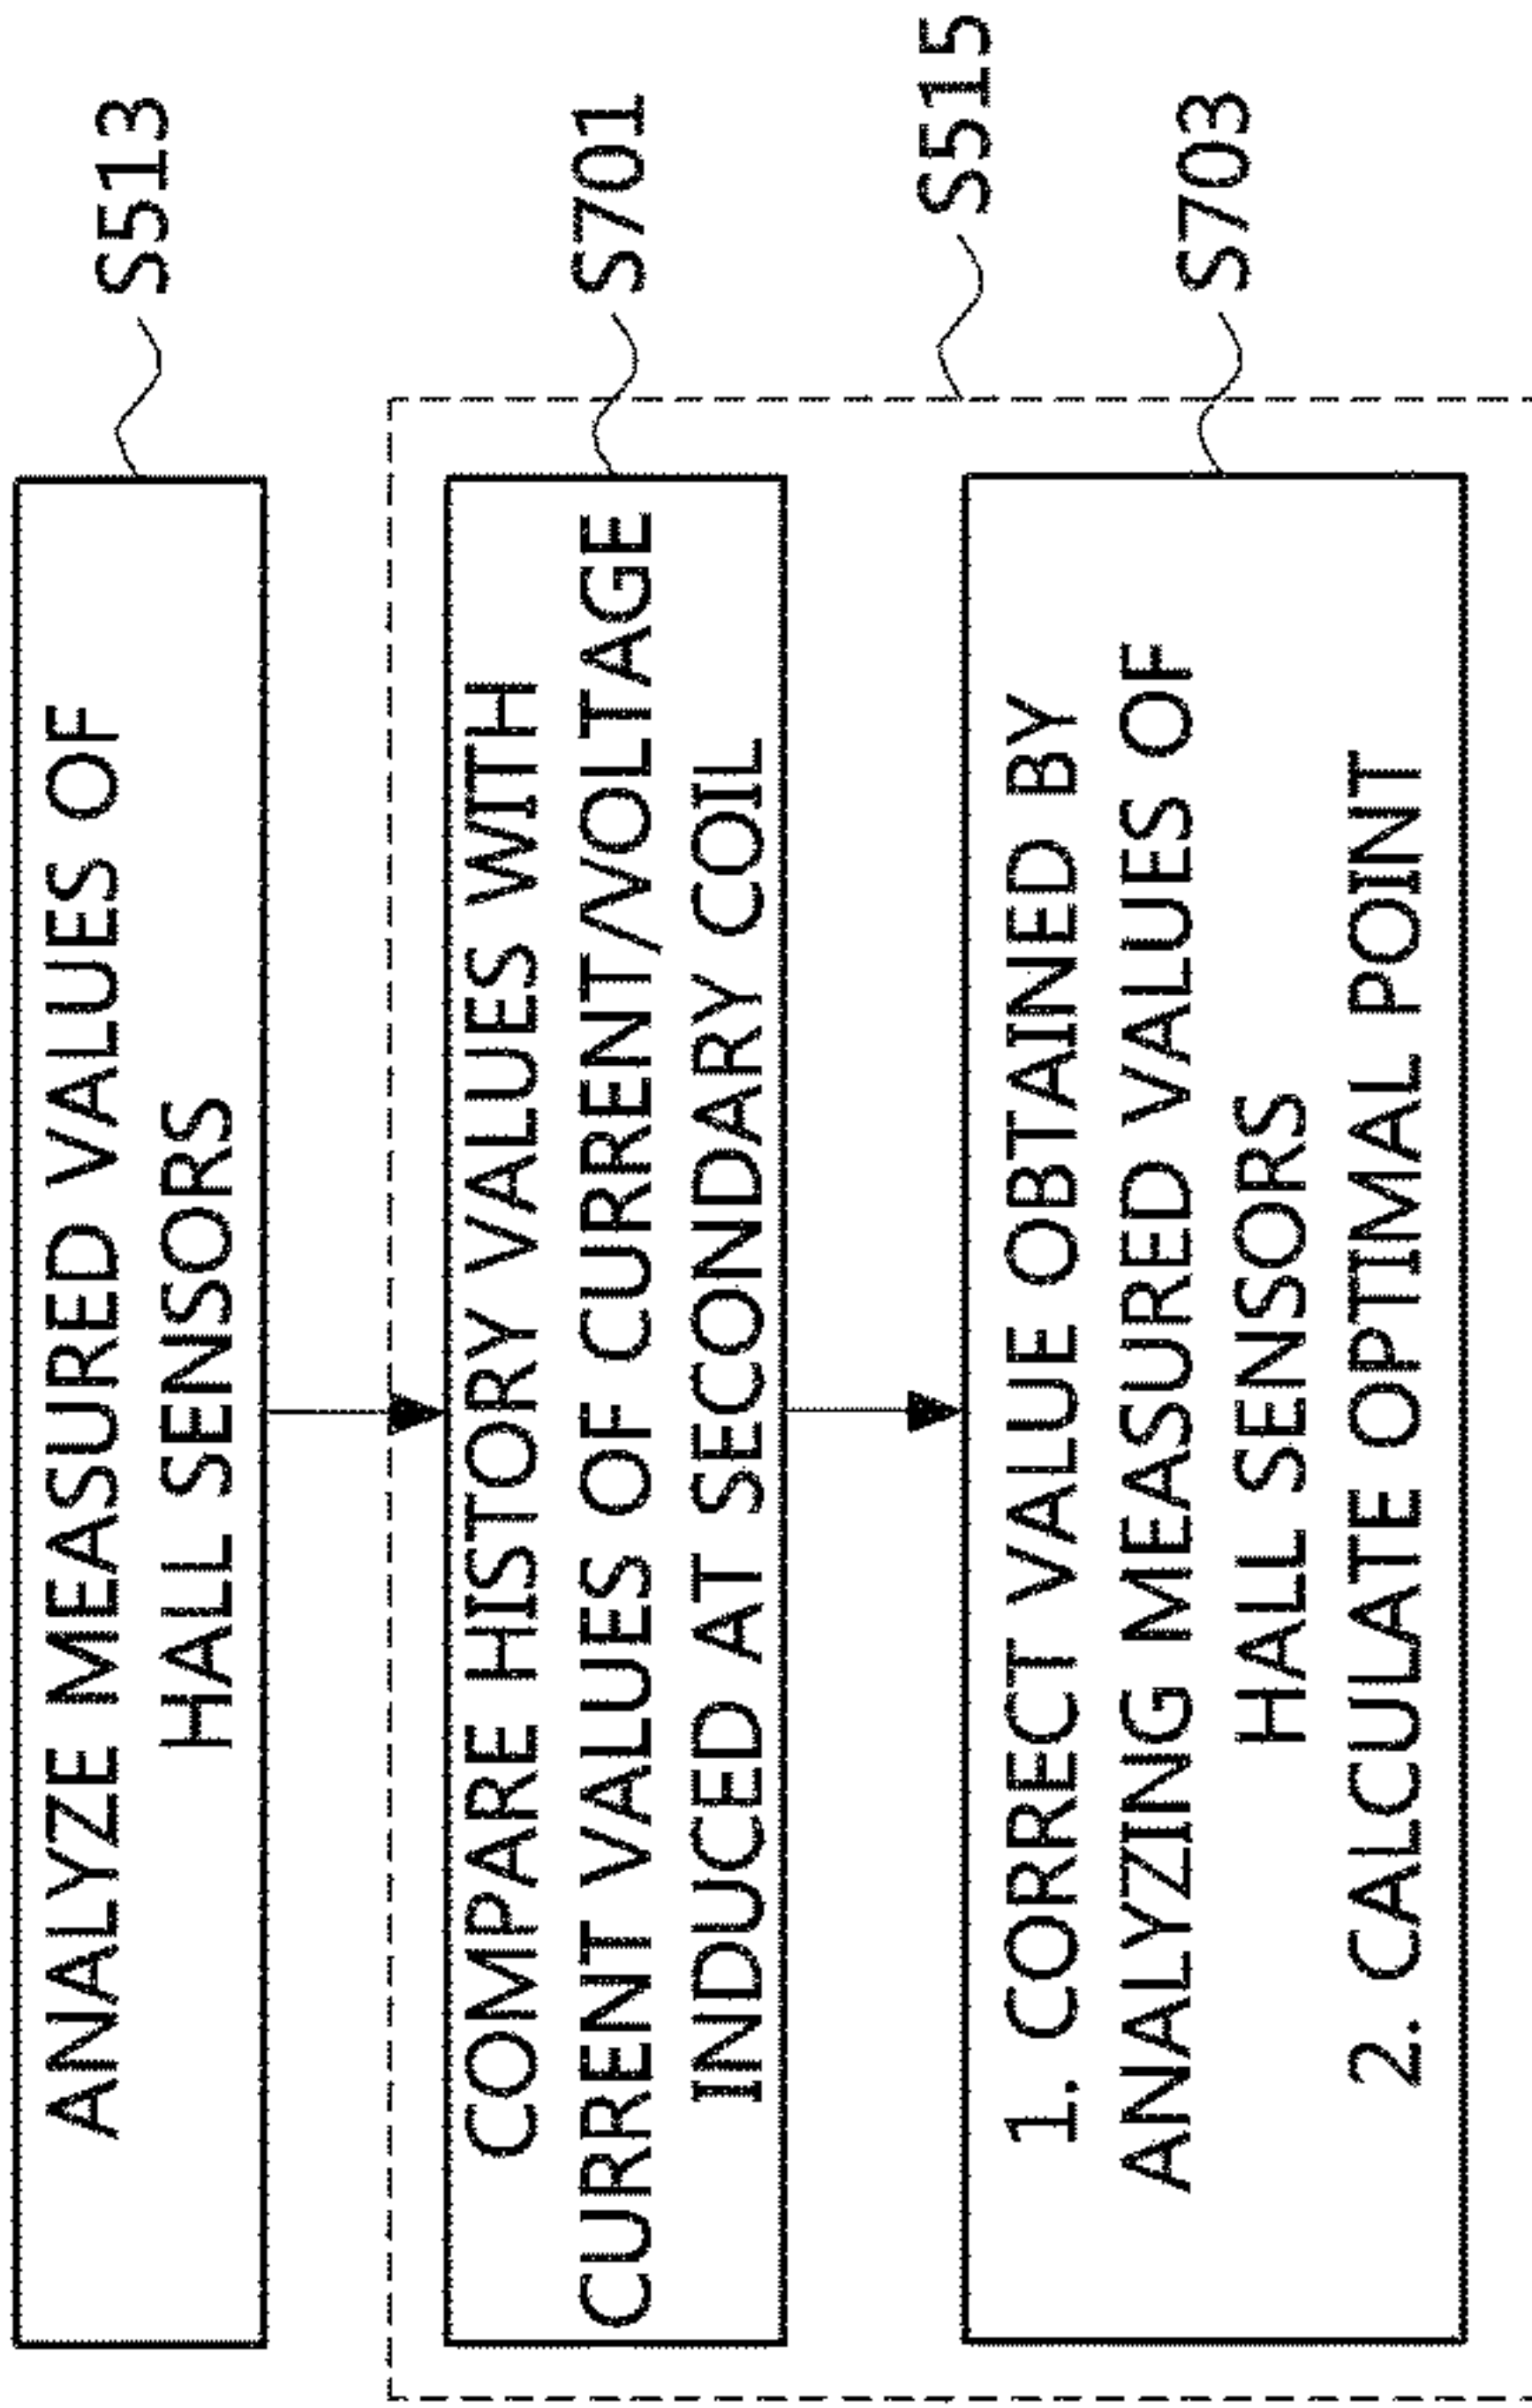 ANALYZE MEASURED VALUES OF
HALL SENSORS
S513
COMPARE HISTORY VALUES WITH
CURRENT VALUES OF CURRENT/VOLTAGE
INDUCED AT SECONDARY COIL
S701
S515
1. CORRECT VALUE OBTAINED BY
ANALYZING MEASURED VALUES OF
HALL SENSORS
2. CALCULATE OPTIMAL POINT
S703